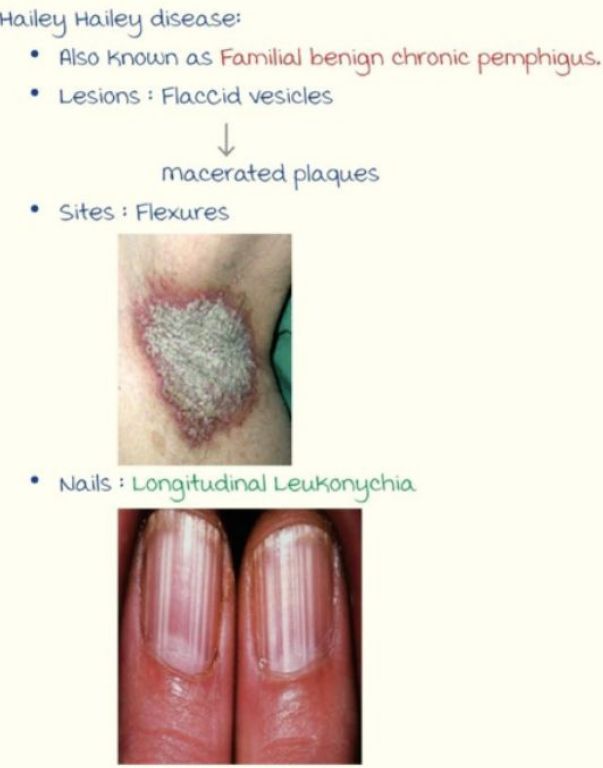 Hailey Hailey disease:
• Also known as Familial benign chronic pemphigus.
• Lesions : Flaccid vesicles
↓
macerated plaques
• Sites : Flexures
• Nails : Longitudinal Leukonychia